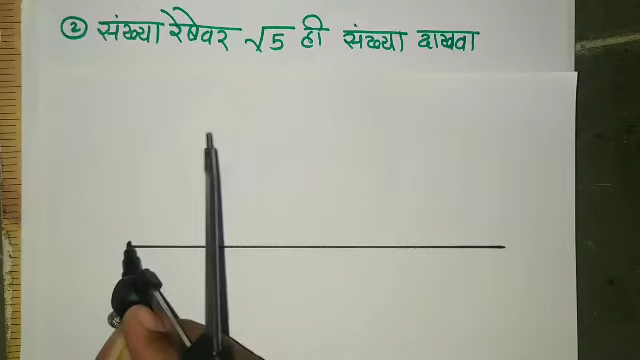 ② संख्या रेषेवर √5 ही संख्या दाखवा